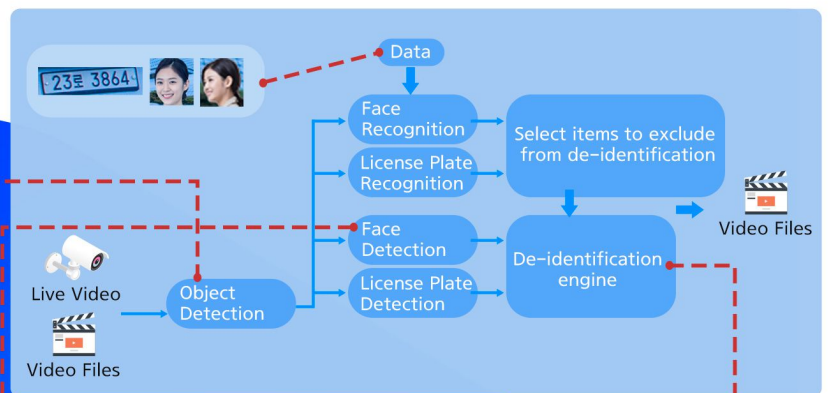 Data
23로 3864
Face
Recognition
License Plate
Recognition
Select items to exclude
from de-identification
Video Files
Face
Detection
License Plate
Detection
De-identification
engine
Live Video
Object
Detection
Video Files